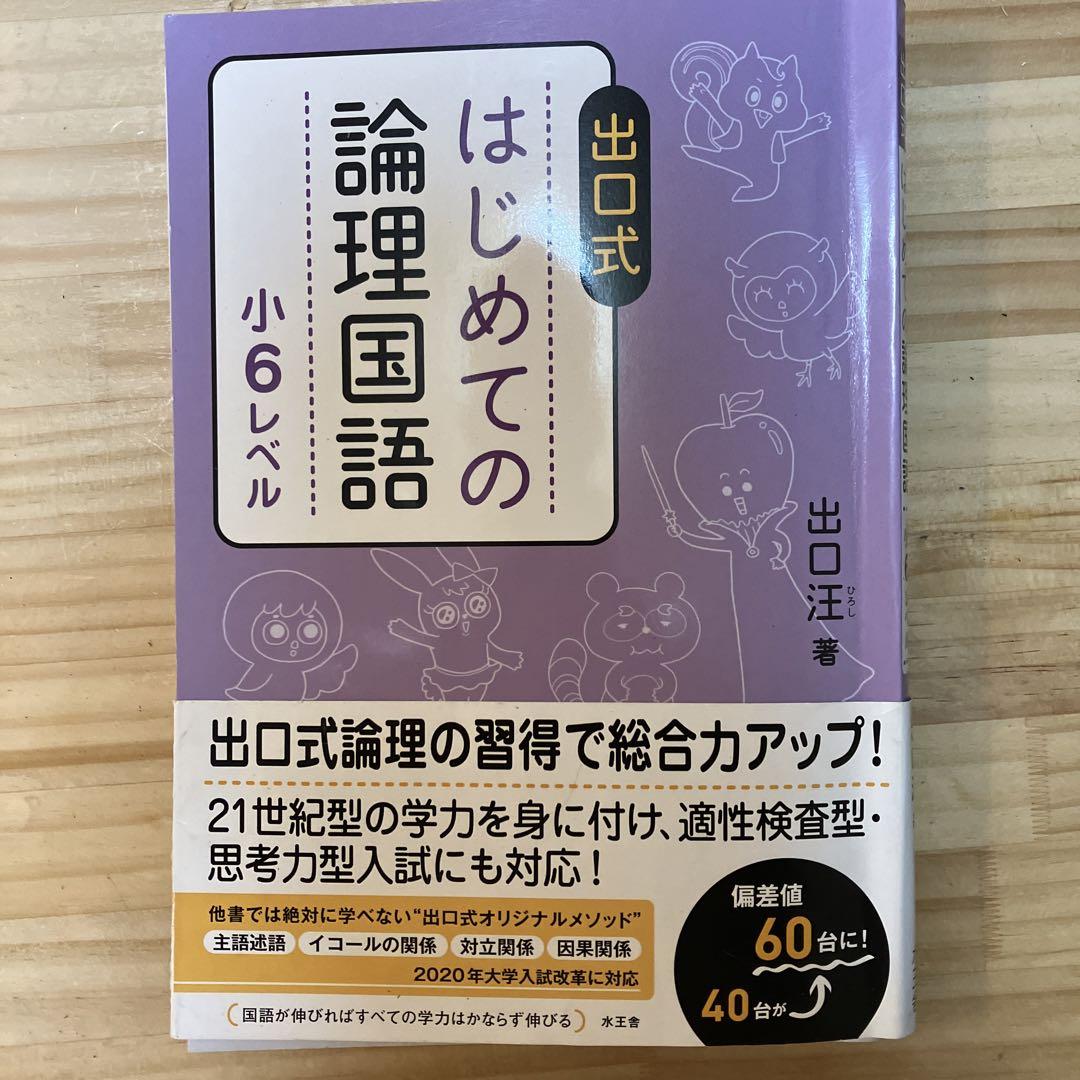 出口式
はじめての
論理国語
小6レベル
出口汪 著
ひろし
出口式論理の習得で総合力アップ！
21世紀型の学力を身に付け、適性検査型・
思考力型入試にも対応！
他書では絶対に学べない“出口式オリジナルメソッド”
主語述語 イコールの関係 対立関係 因果関係
2020年大学入試改革に対応
偏差値
60台に！
40台が
（国語が伸びればすべての学力はかならず伸びる） 水王舎